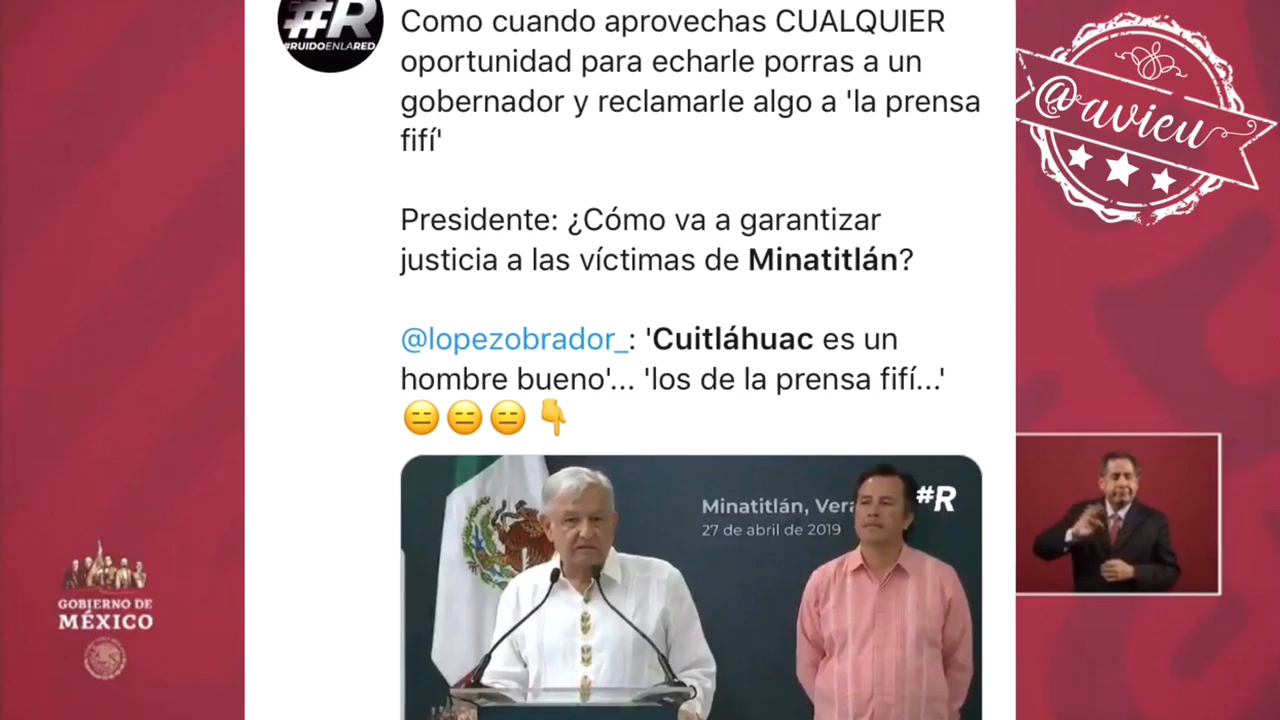 #R
#RUIDOENLARED
Como cuando aprovechas CUALQUIER
oportunidad para echarle porras a un
gobernador y reclamarle algo a 'la prensa
fifí'
Presidente: ¿Cómo va a garantizar
justicia a las víctimas de Minatitlán?
@lopezobrador_: 'Cuitláhuac es un
hombre bueno'... 'los de la prensa fifí...'
😑😑😑👇
@avieu
Minatitlán, Vera
27 de abril de 2019
#R
GOBIERNO DE
MÉXICO